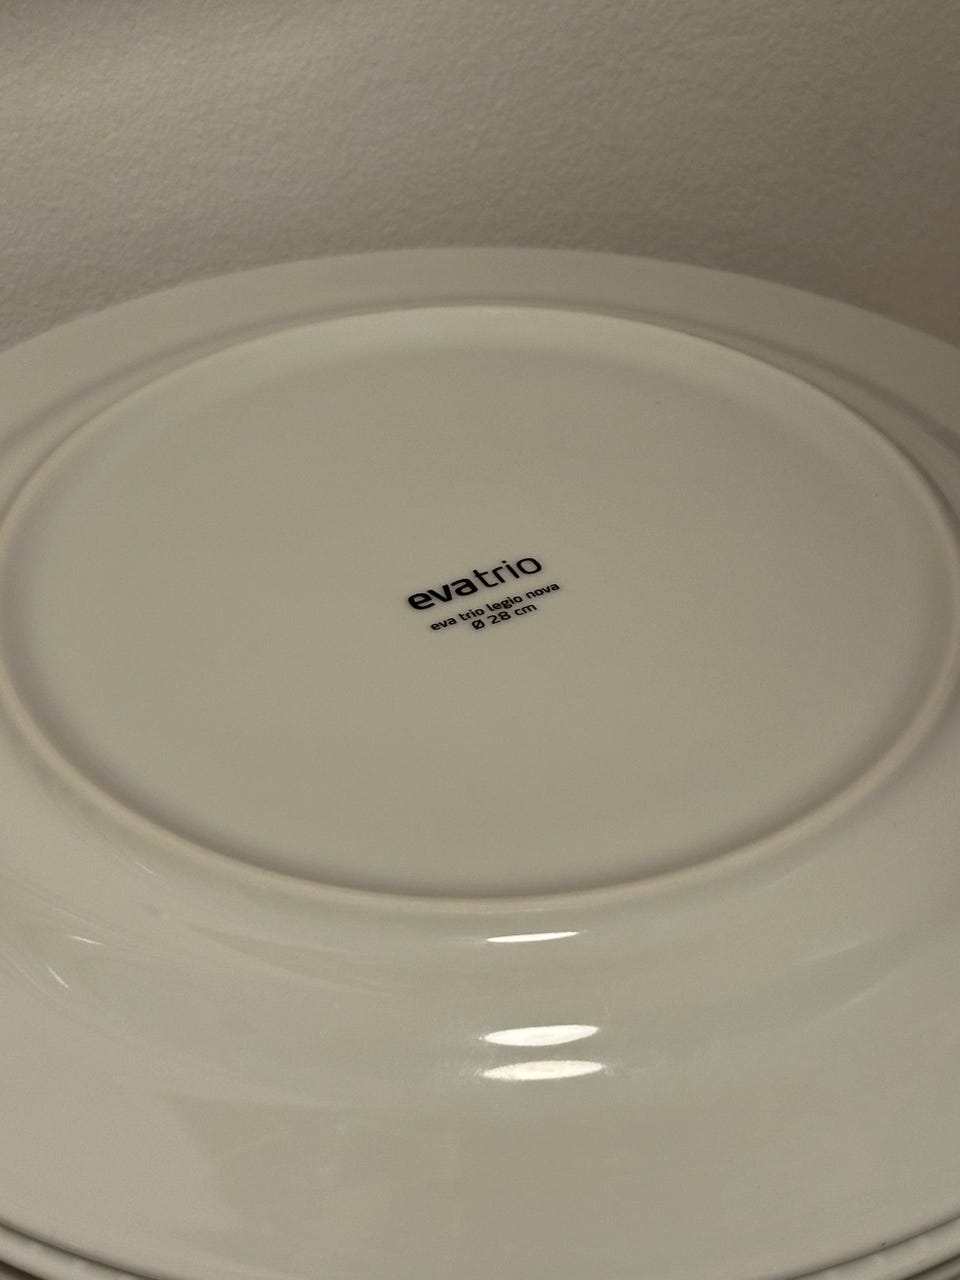 evatrio
eva trio legio nova
Ø 28 cm